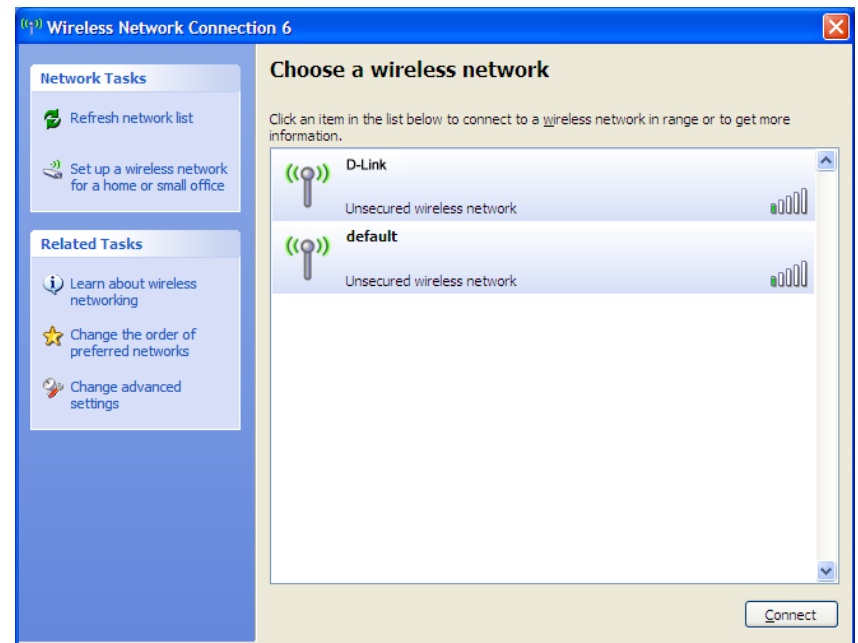 Wireless Network Connection 6
Network Tasks
Refresh network list
Set up a wireless network
for a home or small office
Related Tasks
Learn about wireless
networking
Change the order of
preferred networks
Change advanced
settings
Choose a wireless network
Click an item in the list below to connect to a wireless network in range or to get more
information.
D-Link
Unsecured wireless network
default
Unsecured wireless network
Connect